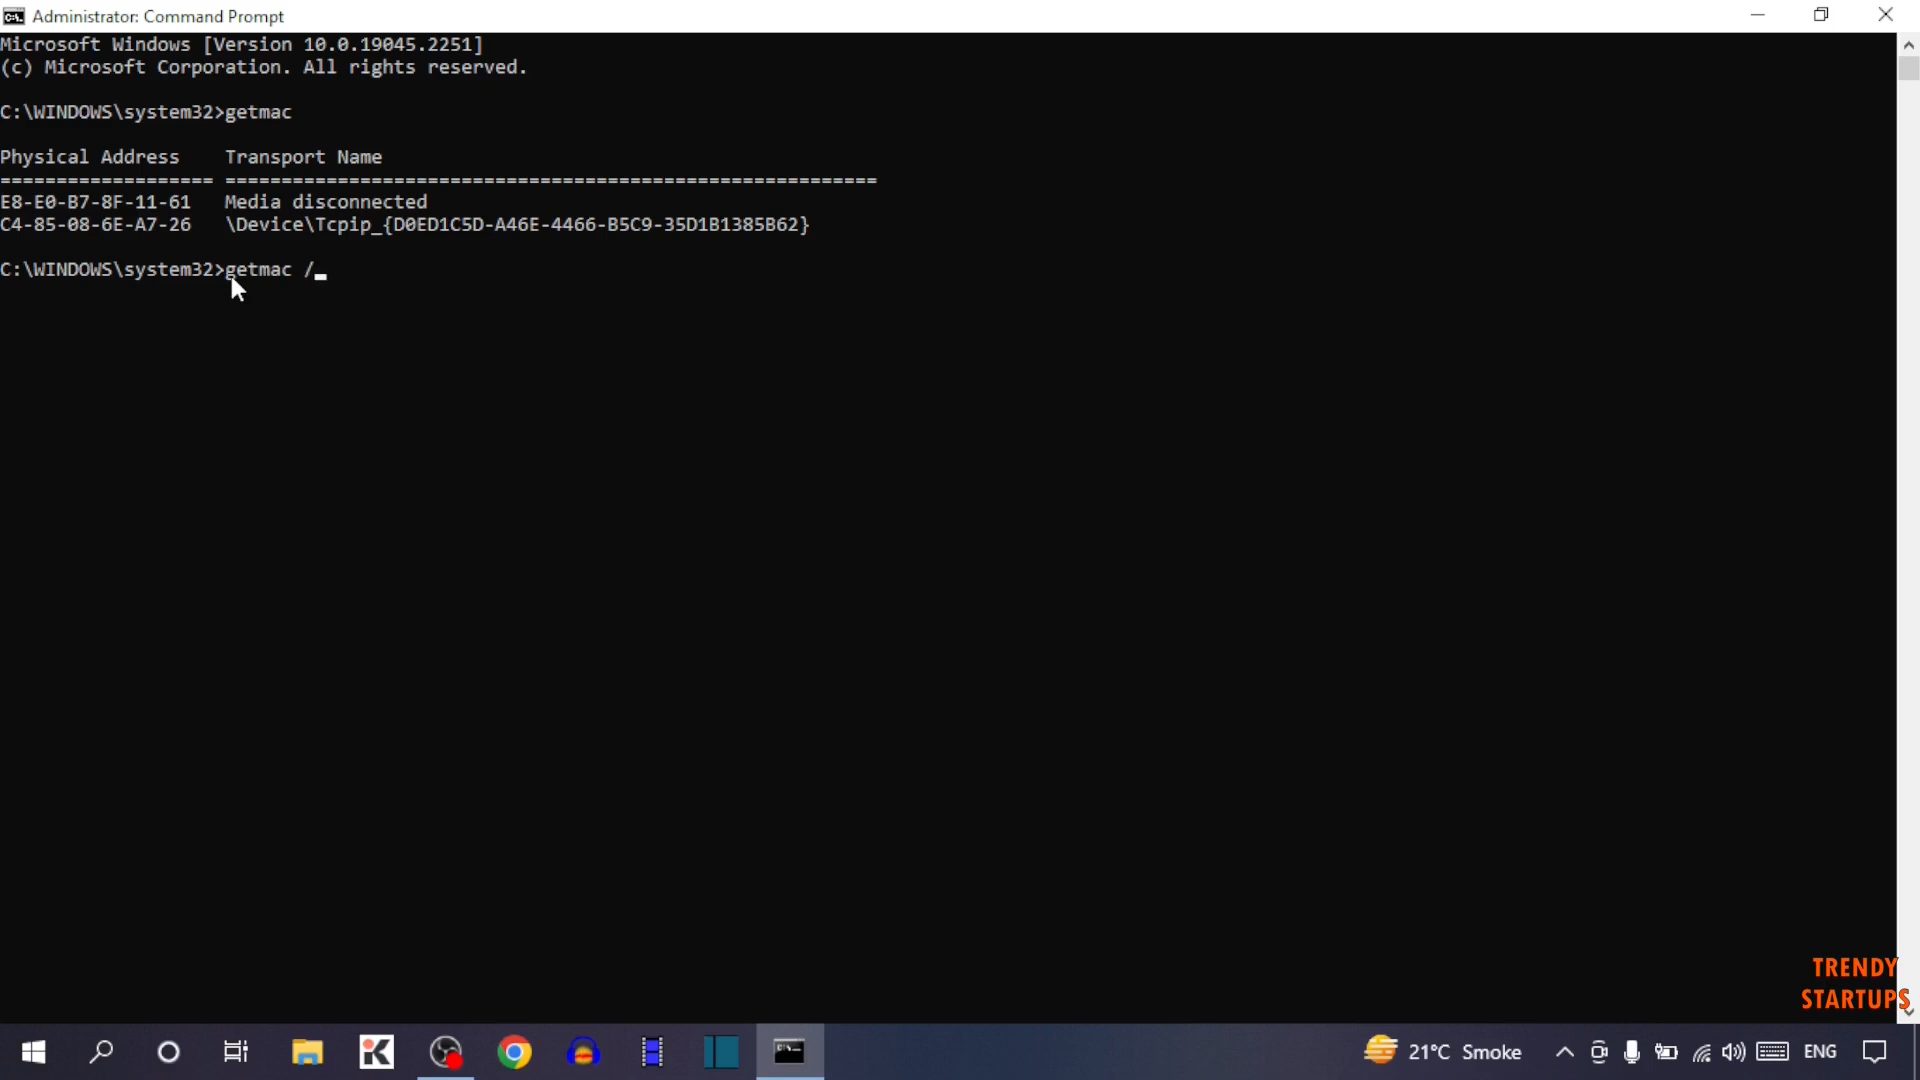 Administrator: Command Prompt
Microsoft Windows [Version 10.0.19045.2251]
(c) Microsoft Corporation. All rights reserved.
C:\WINDOWS\system32>getmac
Physical Address    Transport Name
=================== ==========================================================
E8-E0-B7-8F-11-61   Media disconnected
C4-85-08-6E-A7-26   \Device\Tcpip_{D0ED1C5D-A46E-4466-B5C9-35D1B1385B62}
C:\WINDOWS\system32>getmac /_
TRENDY
STARTUPS
21°C Smoke ENG